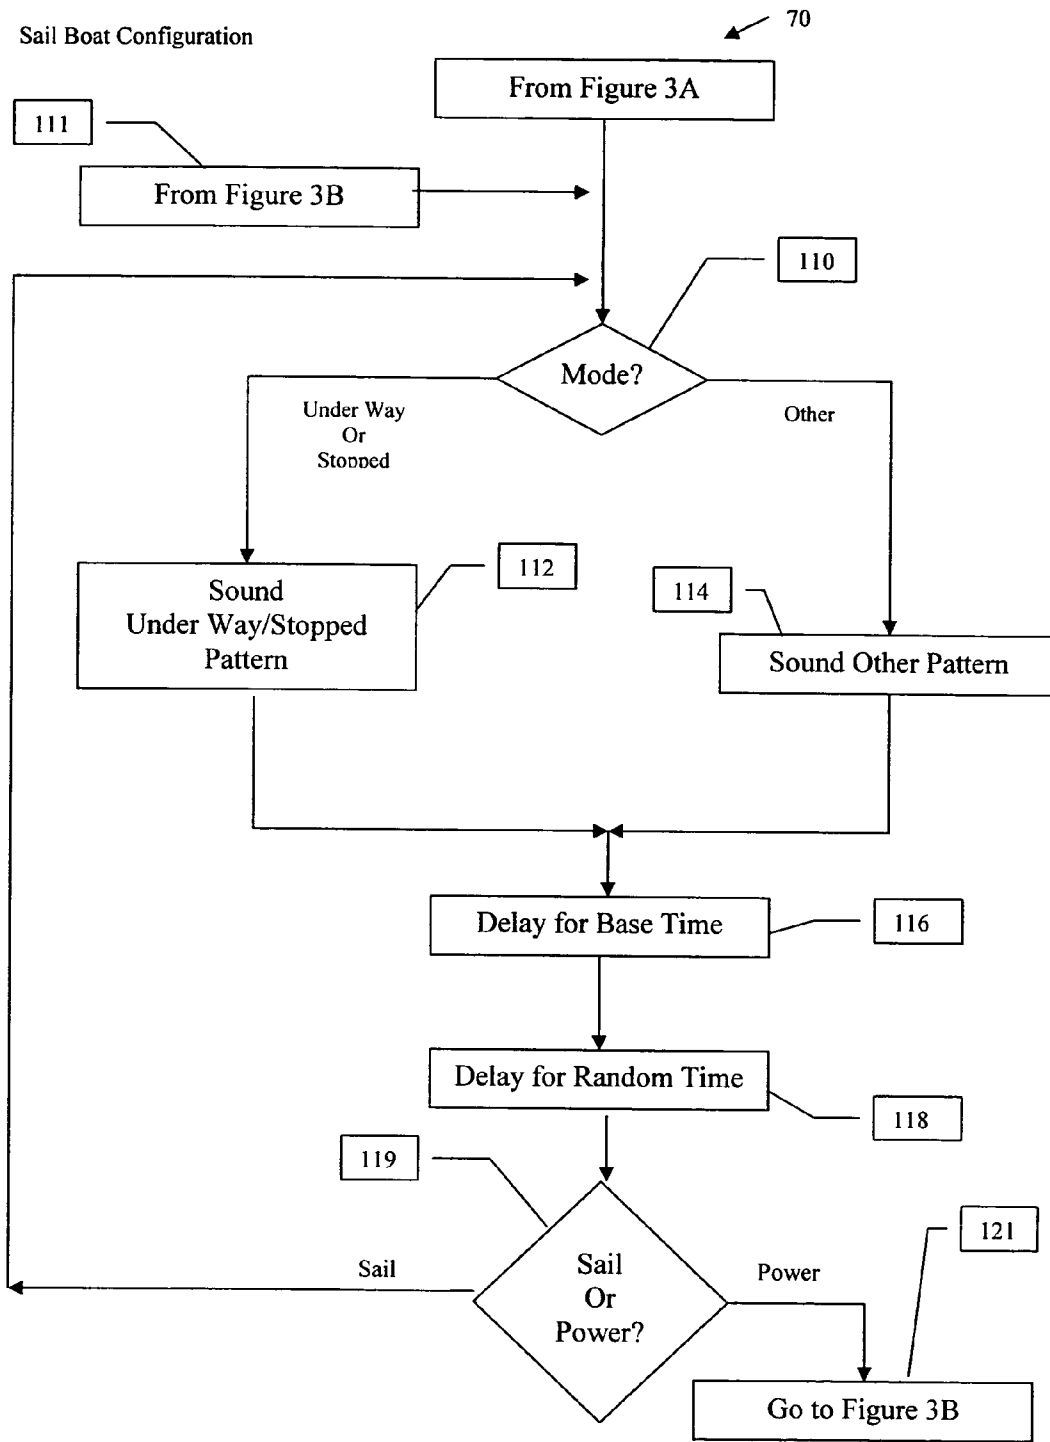 70
Sail Boat Configuration
From Figure 3A
111
From Figure 3B
110
Mode?
Under Way
Or
Stopped
Other
112
Sound
Under Way/Stopped
Pattern
114
Sound Other Pattern
Delay for Base Time
116
Delay for Random Time
118
119
121
Sail
Sail
Or
Power?
Power
Go to Figure 3B